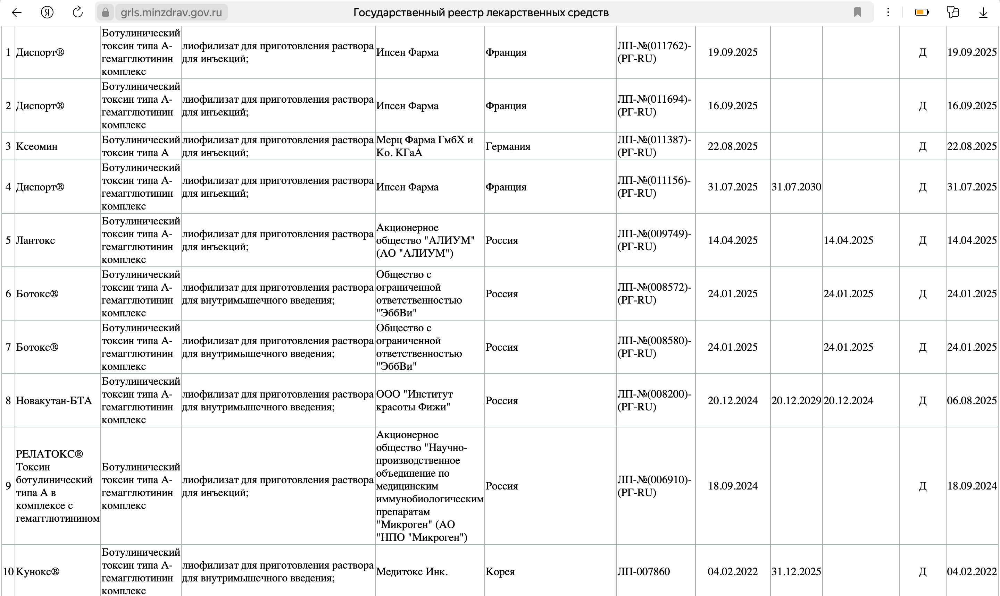 grls.minzdrav.gov.ru
Государственный реестр лекарственных средств
1
Диспорт®
Ботулинический
токсин типа А-
гемагглютинин
комплекс
лиофилизат для приготовления раствора
для инъекций;
Ипсен Фарма
Франция
ЛП-№(011762)-
(РГ-RU)
19.09.2025
Д
19.09.2025
2
Диспорт®
Ботулинический
токсин типа А-
гемагглютинин
комплекс
лиофилизат для приготовления раствора
для инъекций;
Ипсен Фарма
Франция
ЛП-№(011694)-
(РГ-RU)
16.09.2025
Д
16.09.2025
3
Ксеомин
Ботулинический
токсин типа А
лиофилизат для приготовления раствора
для инъекций;
Мерц Фарма ГмбХ и
Ко. КГаА
Германия
ЛП-№(011387)-
(РГ-RU)
22.08.2025
Д
22.08.2025
4
Диспорт®
Ботулинический
токсин типа А-
гемагглютинин
комплекс
лиофилизат для приготовления раствора
для инъекций;
Ипсен Фарма
Франция
ЛП-№(011156)-
(РГ-RU)
31.07.2025
31.07.2030
Д
31.07.2025
5
Лантокс
Ботулинический
токсин типа А-
гемагглютинин
комплекс
лиофилизат для приготовления раствора
для инъекций;
Акционерное
общество "АЛИУМ"
(АО "АЛИУМ")
Россия
ЛП-№(009749)-
(РГ-RU)
14.04.2025
14.04.2025
Д
14.04.2025
6
Ботокс®
Ботулинический
токсин типа А-
гемагглютинин
комплекс
лиофилизат для приготовления раствора
для внутримышечного введения;
Общество с
ограниченной
ответственностью
"ЭббВи"
Россия
ЛП-№(008572)-
(РГ-RU)
24.01.2025
24.01.2025
Д
24.01.2025
7
Ботокс®
Ботулинический
токсин типа А-
гемагглютинин
комплекс
лиофилизат для приготовления раствора
для внутримышечного введения;
Общество с
ограниченной
ответственностью
"ЭббВи"
Россия
ЛП-№(008580)-
(РГ-RU)
24.01.2025
24.01.2025
Д
24.01.2025
8
Новакутан-БТА
Ботулинический
токсин типа А-
гемагглютинин
комплекс
лиофилизат для приготовления раствора
для внутримышечного введения;
ООО "Институт
красоты Фижи"
Россия
ЛП-№(008200)-
(РГ-RU)
20.12.2024
20.12.2029
20.12.2024
Д
06.08.2025
9
РЕЛАТОКС®
Токсин
ботулинический
типа А в
комплексе с
гемагглютинином
Ботулинический
токсин типа А-
гемагглютинин
комплекс
лиофилизат для приготовления раствора
для инъекций;
Акционерное
общество "Научно-
производственное
объединение по
медицинским
иммунобиологическим
препаратам
"Микроген" (АО
"НПО "Микроген")
Россия
ЛП-№(006910)-
(РГ-RU)
18.09.2024
Д
18.09.2024
10
Кунокс®
Ботулинический
токсин типа А-
гемагглютинин
комплекс
лиофилизат для приготовления раствора
для внутримышечного введения;
Медитокс Инк.
Корея
ЛП-007860
04.02.2022
31.12.2025
Д
04.02.2022